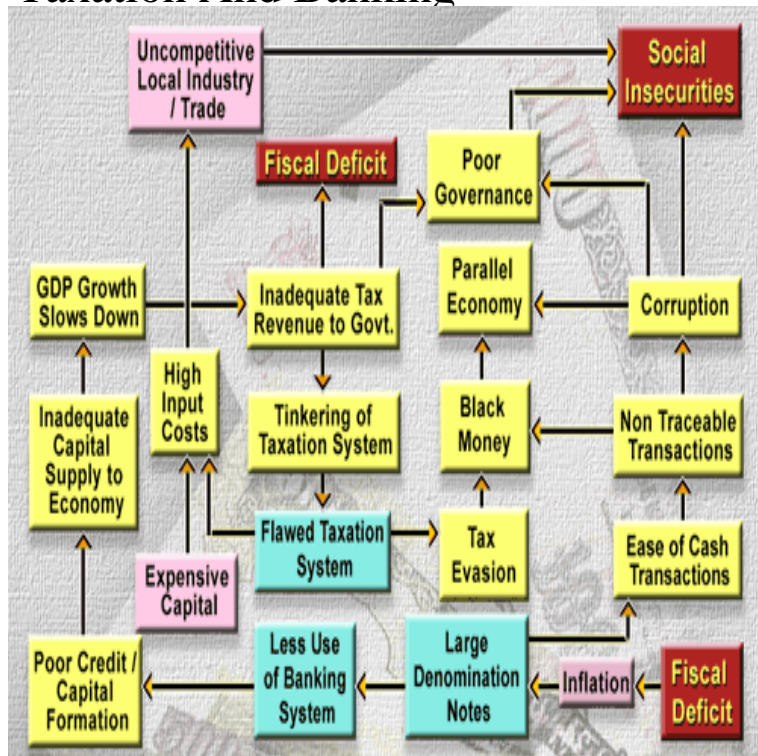 Taxation And Banking
Uncompetitive
Local Industry
/ Trade
Social
Insecurities
Fiscal Deficit
Poor
Governance
GDP Growth
Slows Down
Inadequate Tax
Revenue to Govt.
Parallel
Economy
Corruption
High
Input
Costs
Inadequate
Capital
Supply to
Economy
Tinkering of
Taxation System
Black
Money
Non Traceable
Transactions
Flawed Taxation
System
Tax
Evasion
Ease of Cash
Transactions
Expensive
Capital
Poor Credit /
Capital
Formation
Less Use
of Banking
System
Large
Denomination
Notes
Inflation
Fiscal
Deficit